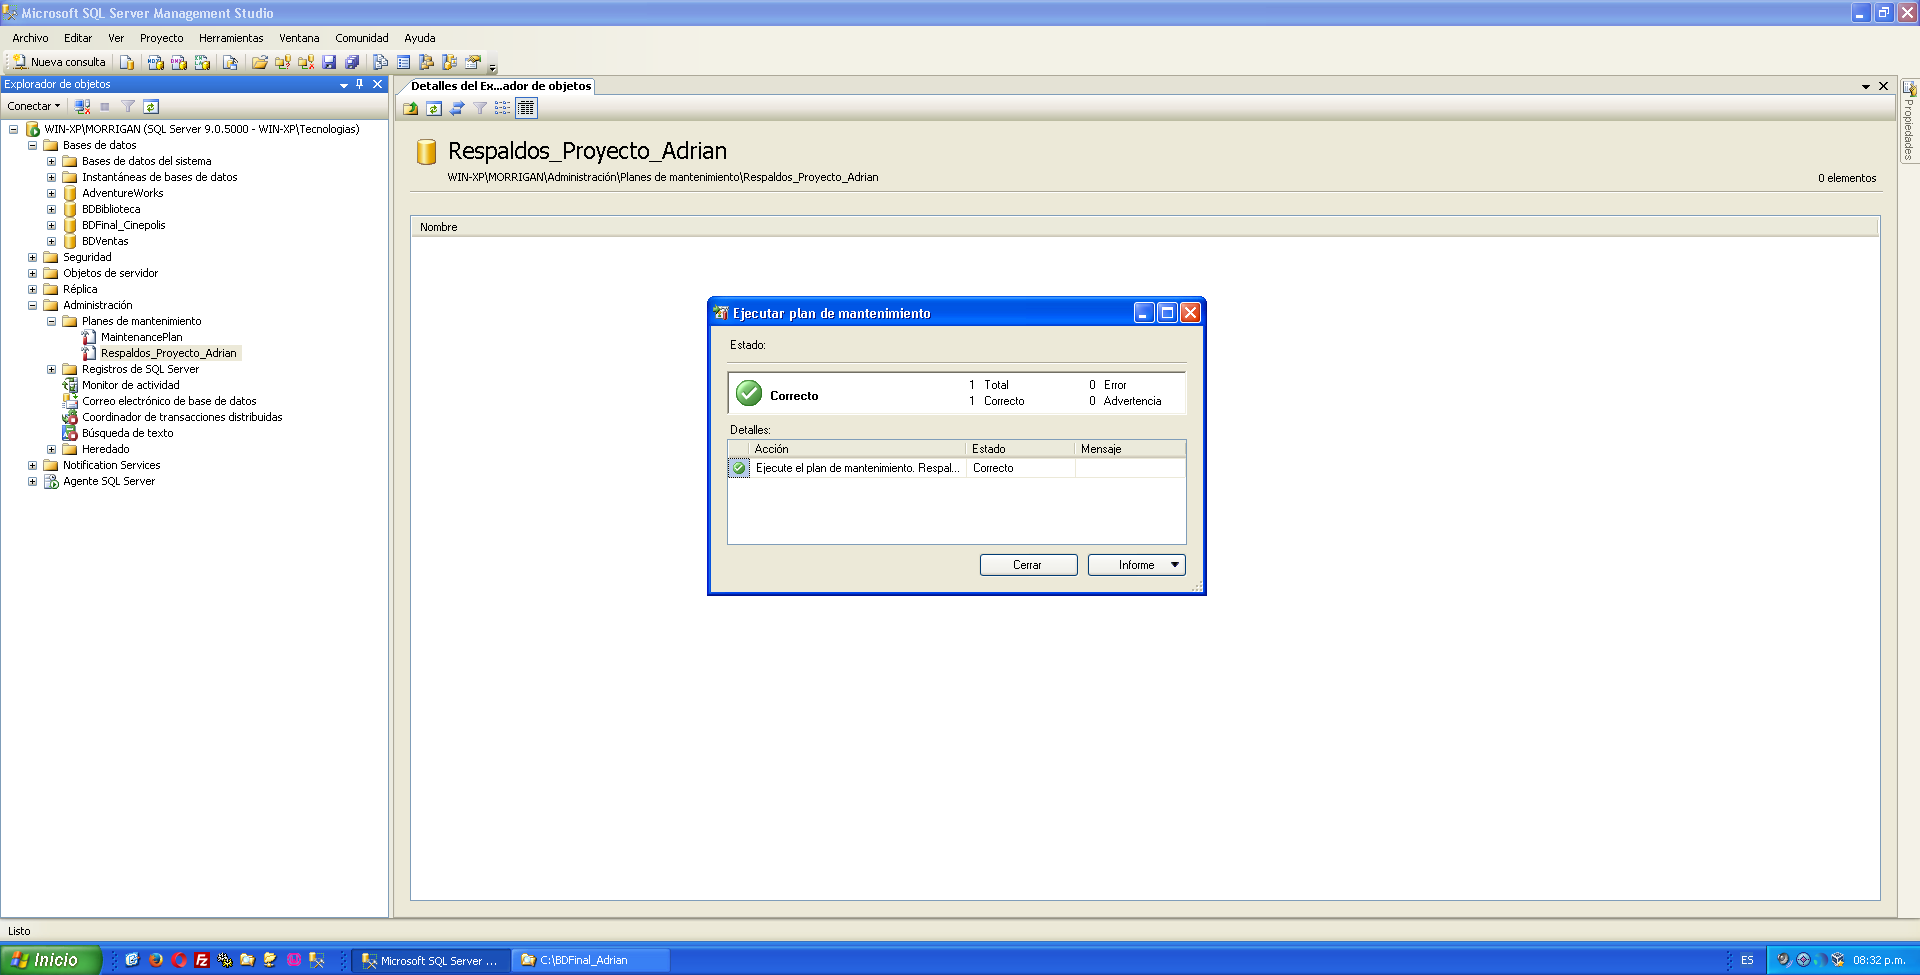 Microsoft SQL Server Management Studio
Archivo Editar Ver Proyecto Herramientas Ventana Comunidad Ayuda
Nueva consulta
Explorador de objetos
Conectar
WIN-XP\MORRIGAN (SQL Server 9.0.5000 - WIN-XP\Tecnologias)
Bases de datos
Bases de datos del sistema
Instantáneas de bases de datos
AdventureWorks
BDBiblioteca
BDFinal_Cinepolis
BDVentas
Seguridad
Objetos de servidor
Réplica
Administración
Planes de mantenimiento
MaintenancePlan
Respaldos_Proyecto_Adrian
Registros de SQL Server
Monitor de actividad
Correo electrónico de base de datos
Coordinador de transacciones distribuidas
Búsqueda de texto
Heredado
Notification Services
Agente SQL Server
Detalles del Ex...ador de objetos
Respaldos_Proyecto_Adrian
WIN-XP\MORRIGAN\Administración\Planes de mantenimiento\Respaldos_Proyecto_Adrian
0 elementos
Nombre
Propiedades
Ejecutar plan de mantenimiento
Estado:
Correcto
1 Total 0 Error
1 Correcto 0 Advertencia
Detalles:
Acción Estado Mensaje
Ejecute el plan de mantenimiento. Respal... Correcto
Cerrar Informe
Listo
Inicio
Microsoft SQL Server ...
C:\BDFinal_Adrian
ES
08:32 p.m.